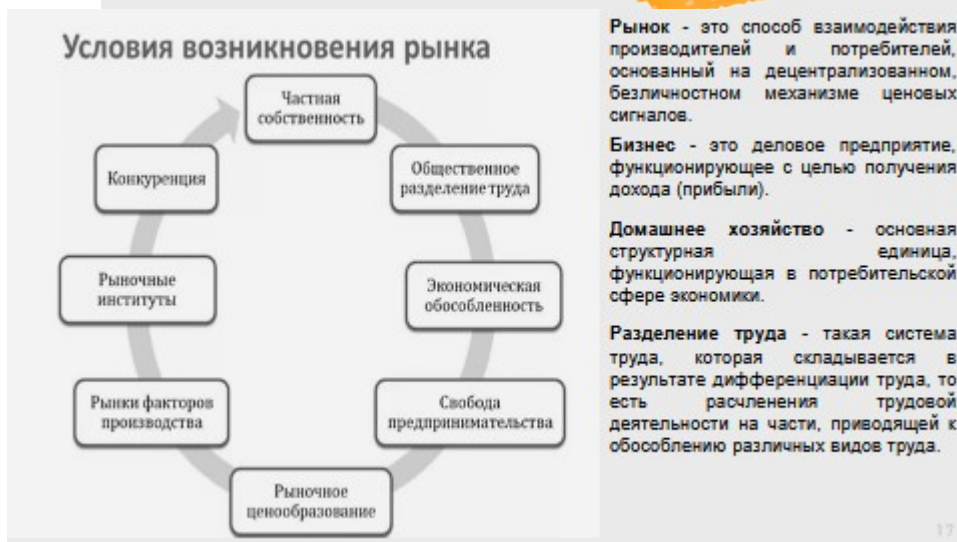 Условия возникновения рынка
Частная
собственность
Общественное
разделение труда
Экономическая
обособленность
Свобода
предпринимательства
Рыночное
ценообразование
Рынки факторов
производства
Рыночные
институты
Конкуренция
Рынок - это способ взаимодействия
производителей и потребителей,
основанный на децентрализованном,
безличностном механизме ценовых
сигналов.
Бизнес - это деловое предприятие,
функционирующее с целью получения
дохода (прибыли).
Домашнее хозяйство - основная
структурная единица,
функционирующая в потребительской
сфере экономики.
Разделение труда - такая система
труда, которая складывается в
результате дифференциации труда, то
есть расчленения трудовой
деятельности на части, приводящей к
обособлению различных видов труда.
17